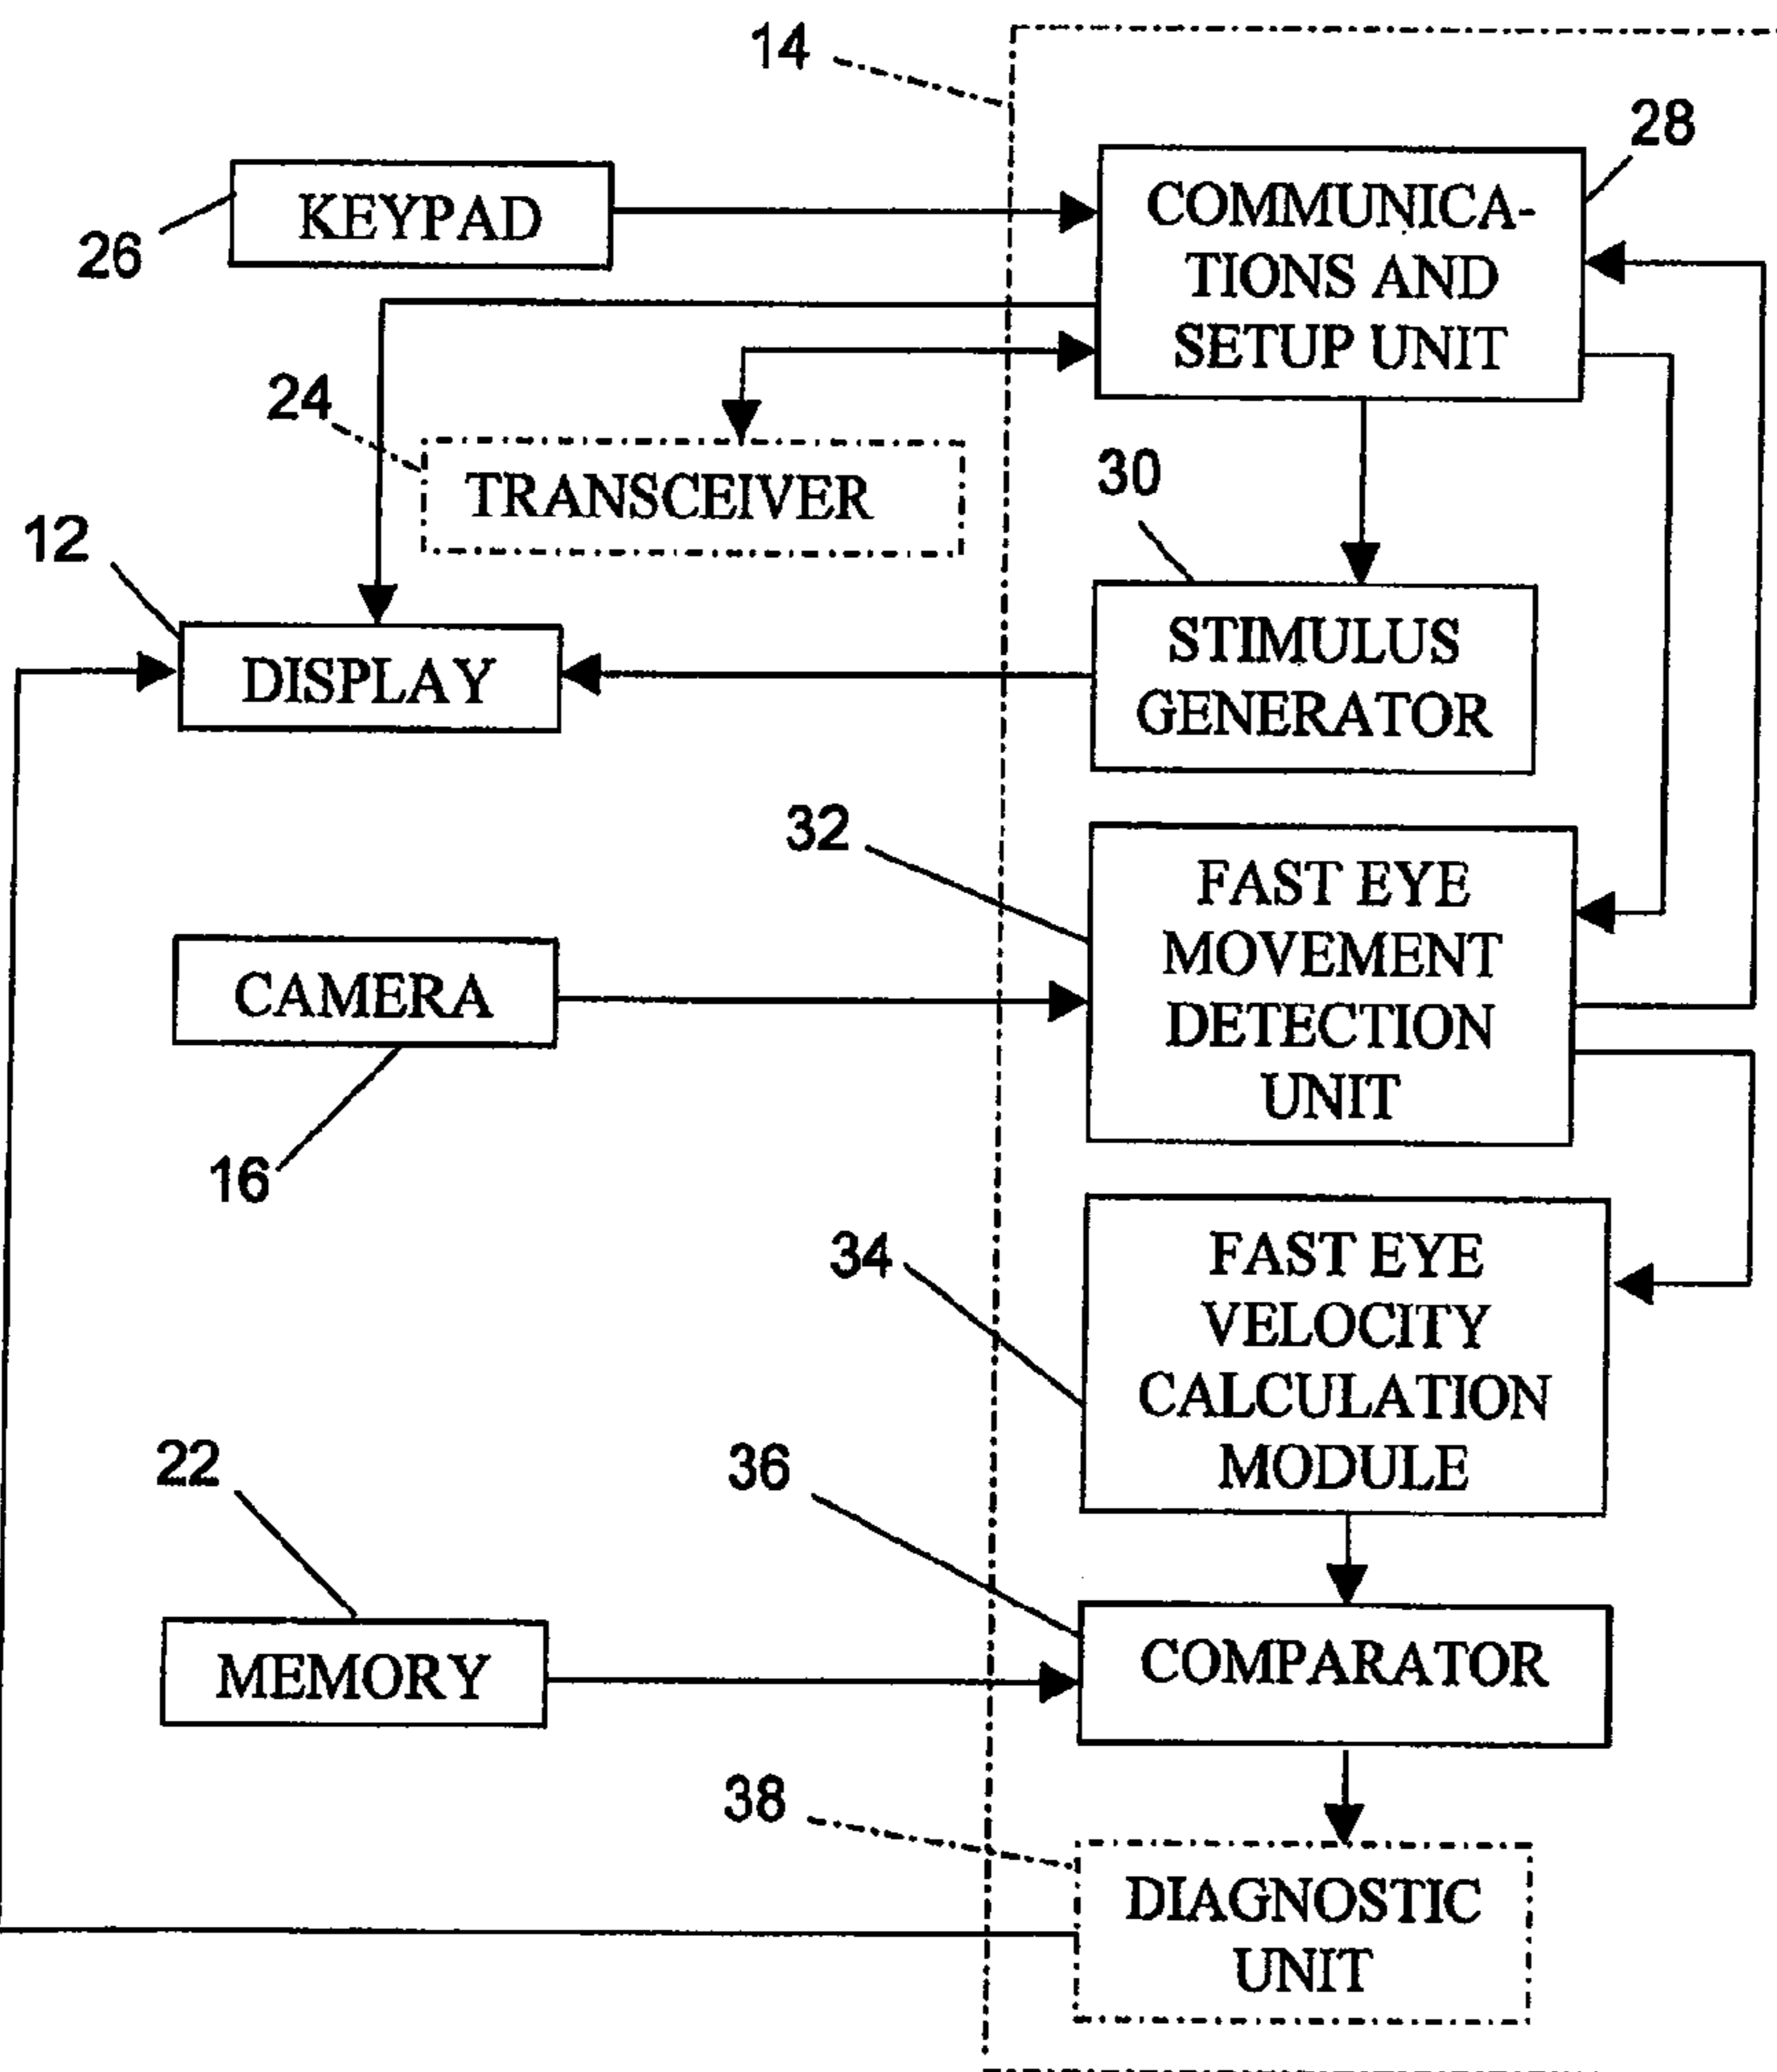 14
28
KEYPAD
26
COMMUNICA-
TIONS AND
SETUP UNIT
24
TRANSCEIVER
30
12
DISPLAY
STIMULUS
GENERATOR
32
FAST EYE
MOVEMENT
DETECTION
UNIT
CAMERA
16
34
FAST EYE
VELOCITY
CALCULATION
MODULE
22
36
MEMORY
COMPARATOR
38
DIAGNOSTIC
UNIT